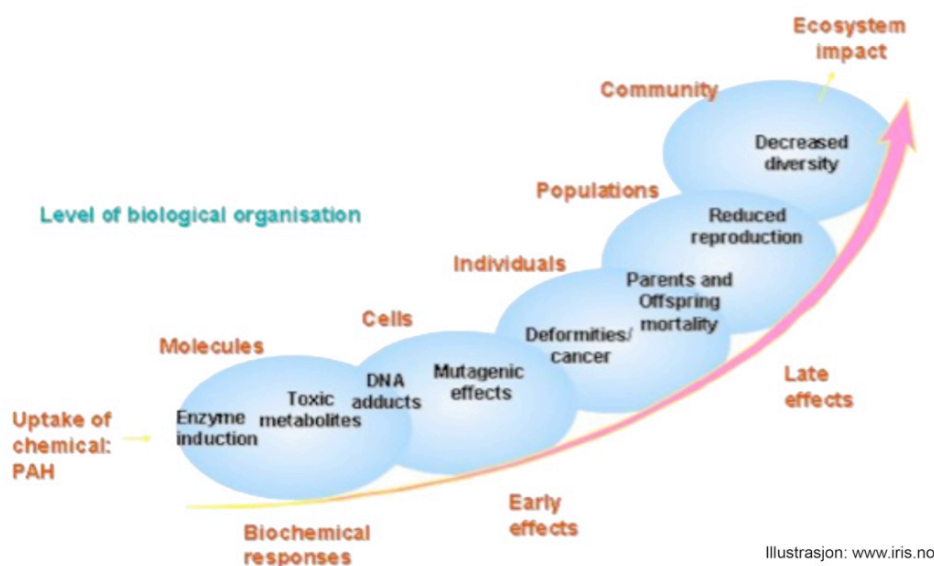 Ecosystem
impact
Community
Decreased
diversity
Populations
Level of biological organisation
Reduced
reproduction
Individuals
Parents and
Offspring
mortality
Cells
Deformities/
cancer
Molecules
DNA
adducts
Mutagenic
effects
Toxic
metabolites
Enzyme
induction
Uptake of
chemical:
PAH
Late
effects
Early
effects
Biochemical
responses
Illustrasjon: www.iris.no